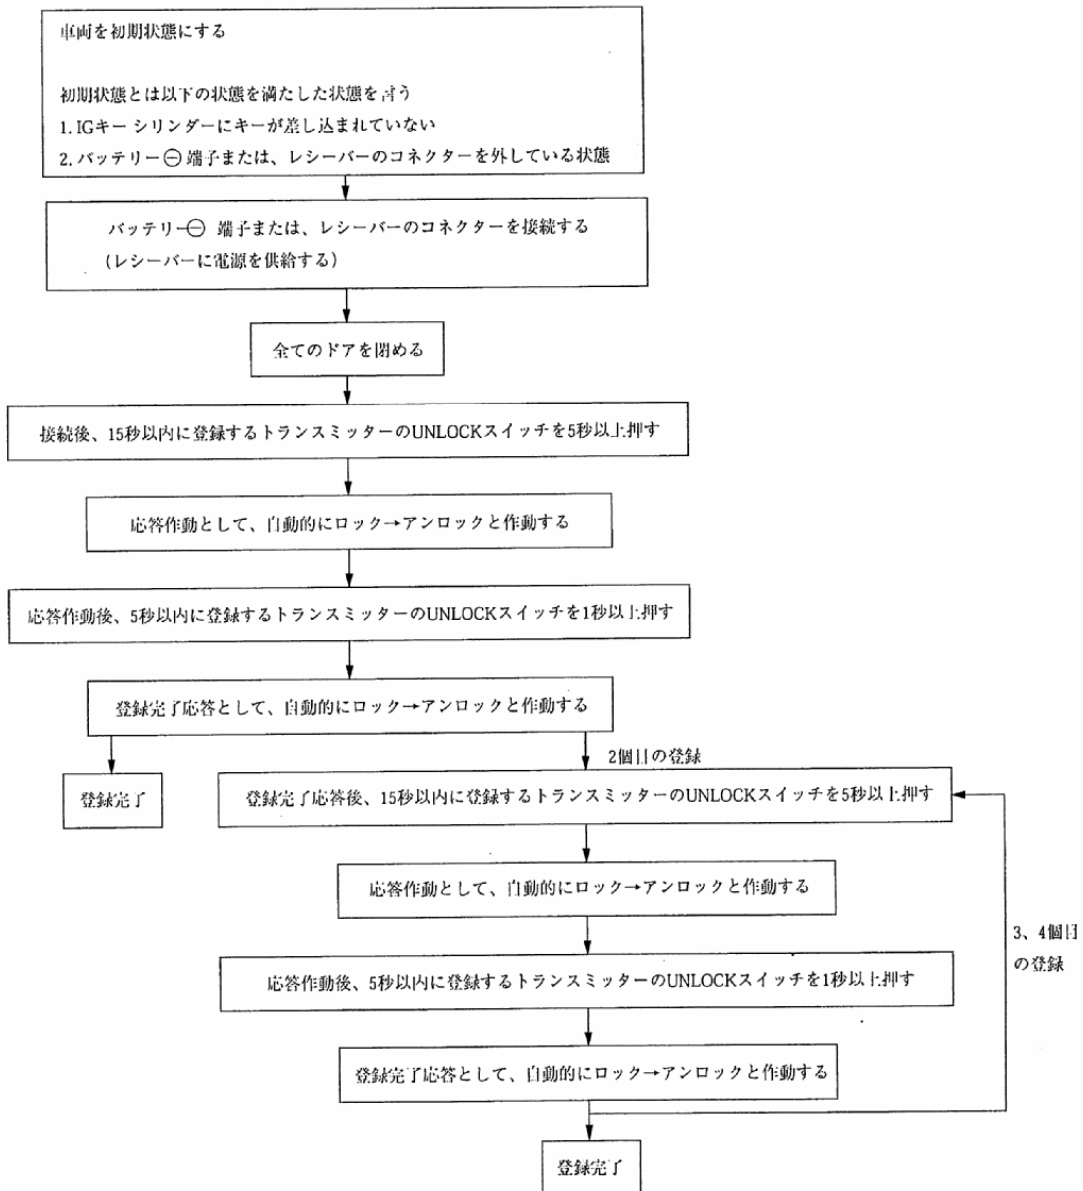 車両を初期状態にする
初期状態とは以下の状態を満たした状態を言う
1. IGキー シリンダーにキーが差し込まれていない
2. バッテリー⊖端子または、レシーバーのコネクターを外している状態
バッテリー⊖ 端子または、レシーバーのコネクターを接続する
(レシーバーに電源を供給する)
全てのドアを閉める
接続後、15秒以内に登録するトランスミッターのUNLOCKスイッチを5秒以上押す
応答作動として、自動的にロック→アンロックと作動する
応答作動後、5秒以内に登録するトランスミッターのUNLOCKスイッチを1秒以上押す
登録完了応答として、自動的にロック→アンロックと作動する
2個目の登録
登録完了
登録完了応答後、15秒以内に登録するトランスミッターのUNLOCKスイッチを5秒以上押す
応答作動として、自動的にロック→アンロックと作動する
3、4個目
の登録
応答作動後、5秒以内に登録するトランスミッターのUNLOCKスイッチを1秒以上押す
登録完了応答として、自動的にロック→アンロックと作動する
登録完了